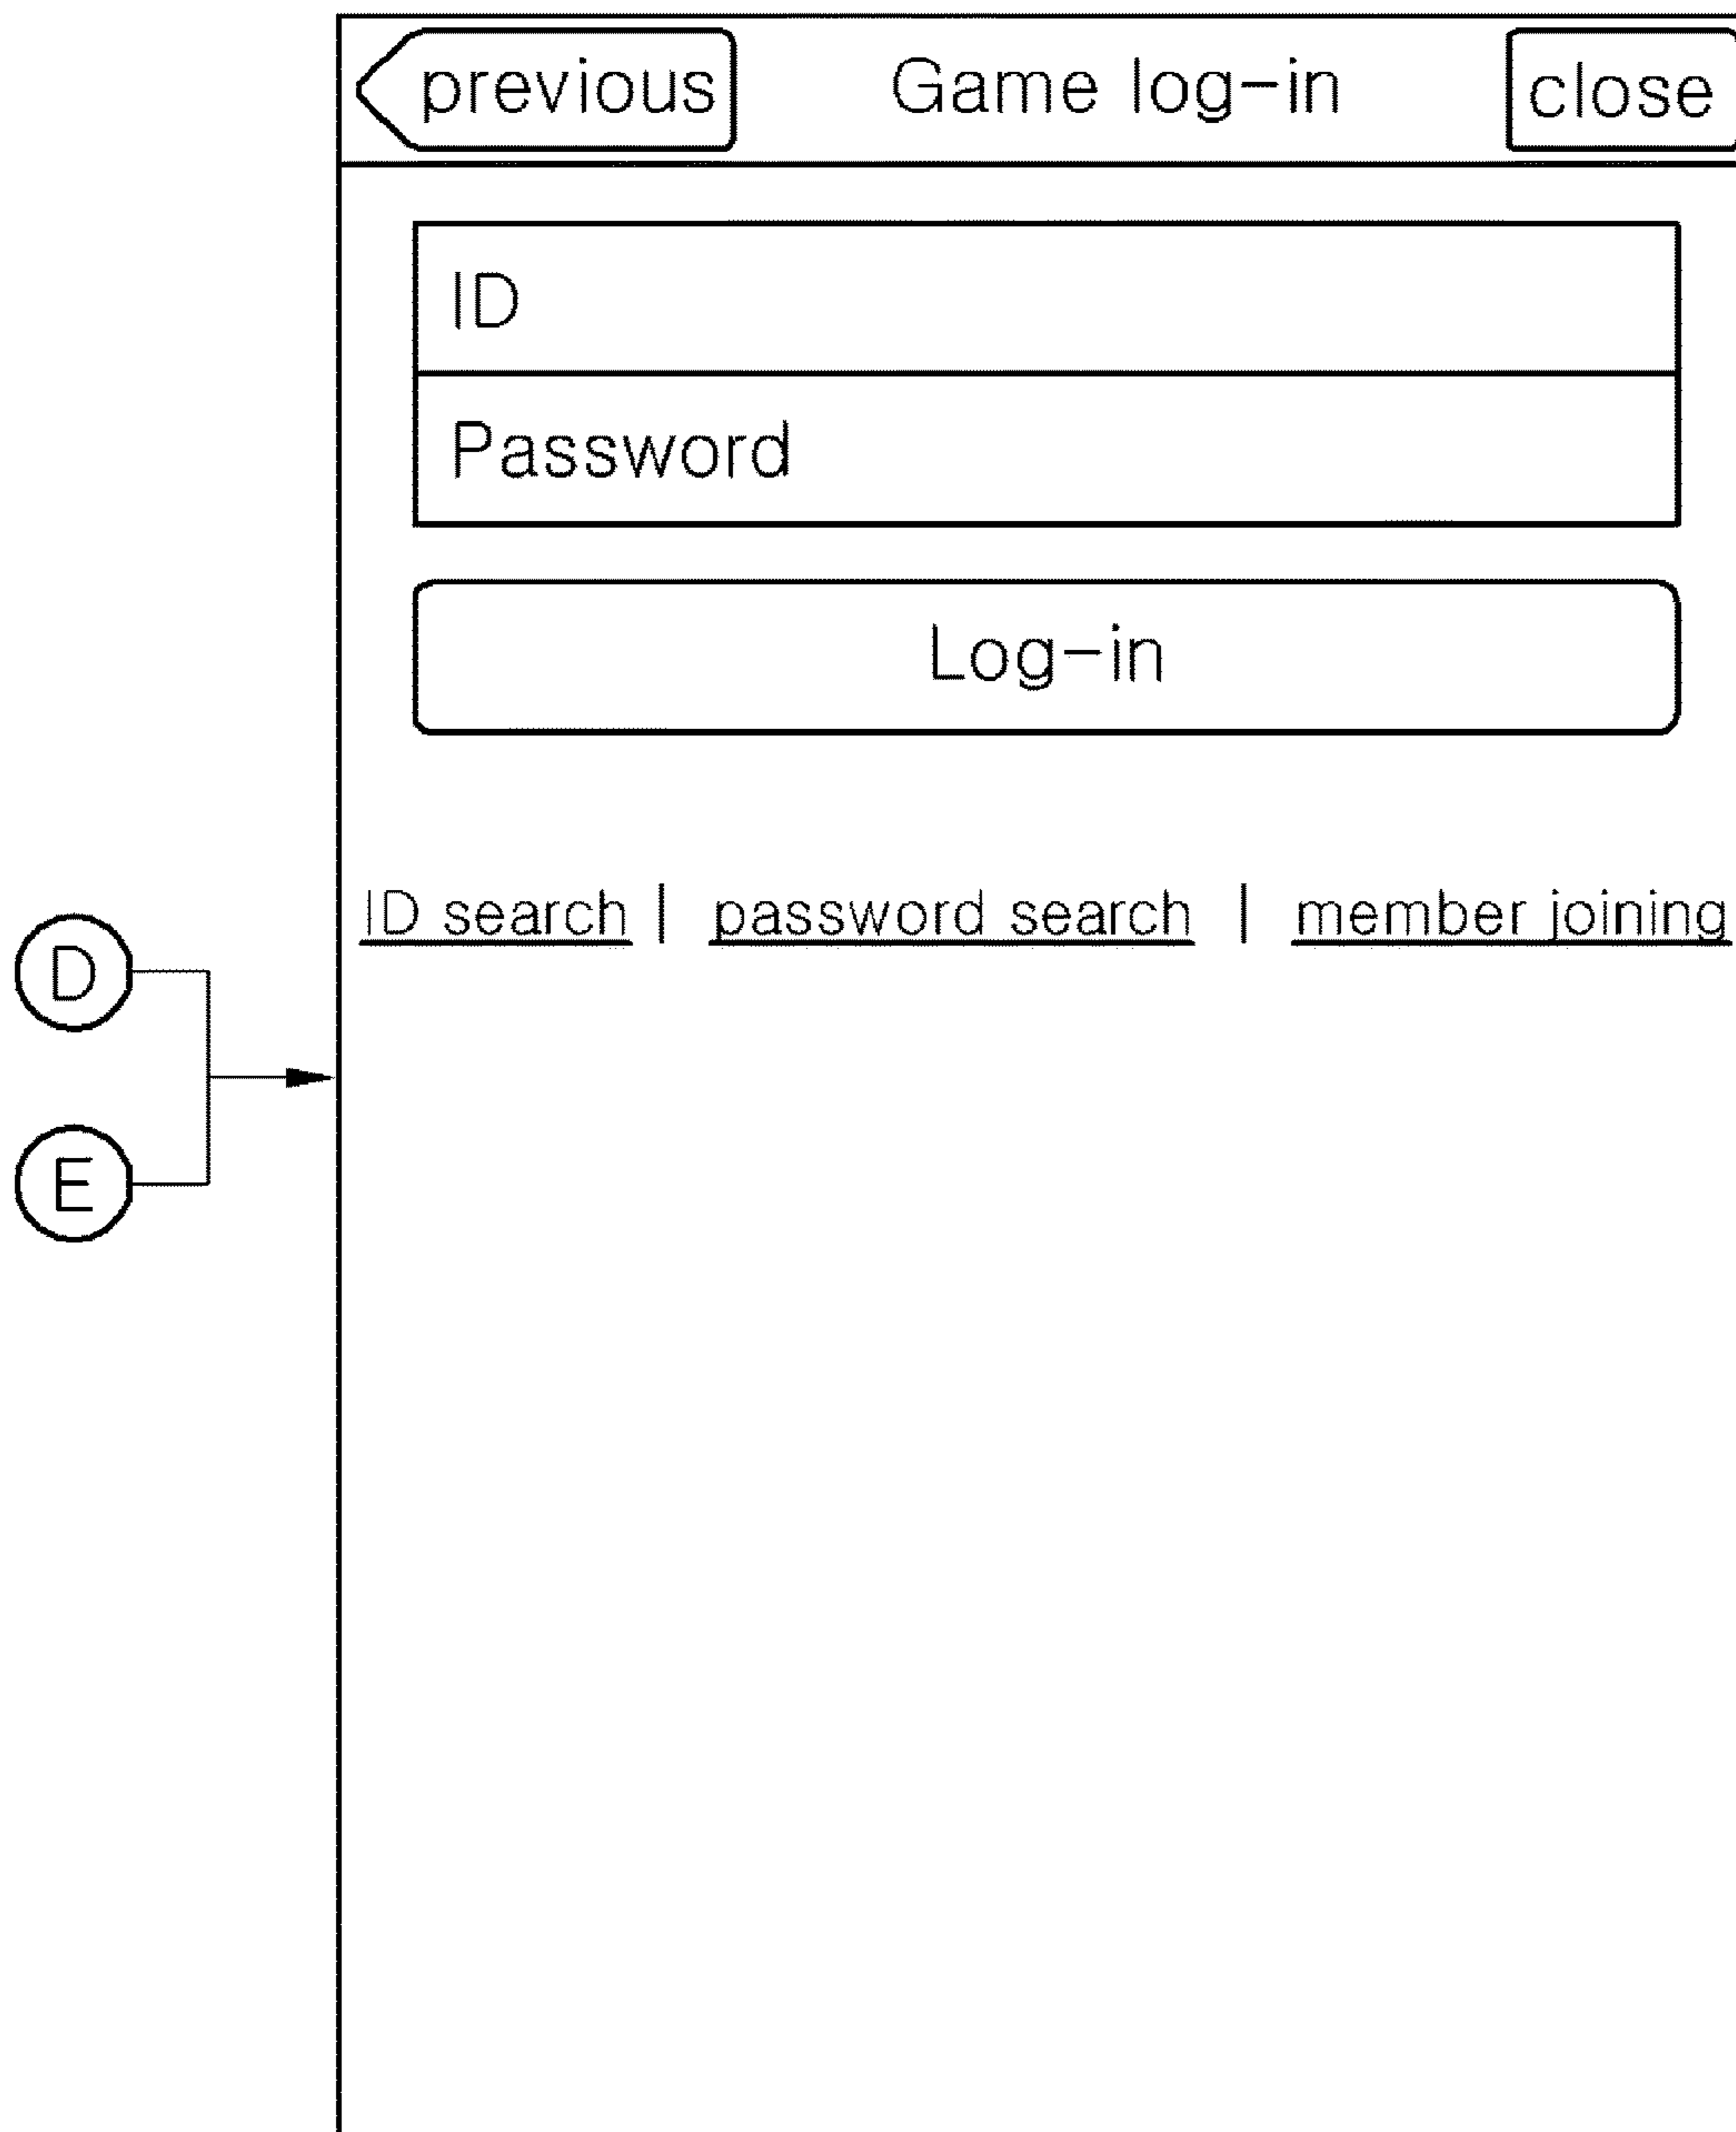 previous Game log-in close
ID
Password
Log-in
ID search | password search | member joining
D
E